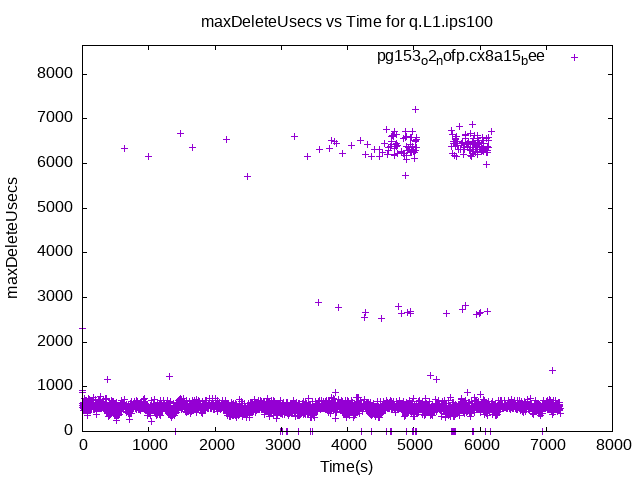 maxDeleteUsecs vs Time for q.L1.ips100
pg153o2nofp.cx8a15bee
maxDeleteUsecs
8000
7000
6000
5000
4000
3000
2000
1000
0
0 1000 2000 3000 4000 5000 6000 7000 8000
Time(s)